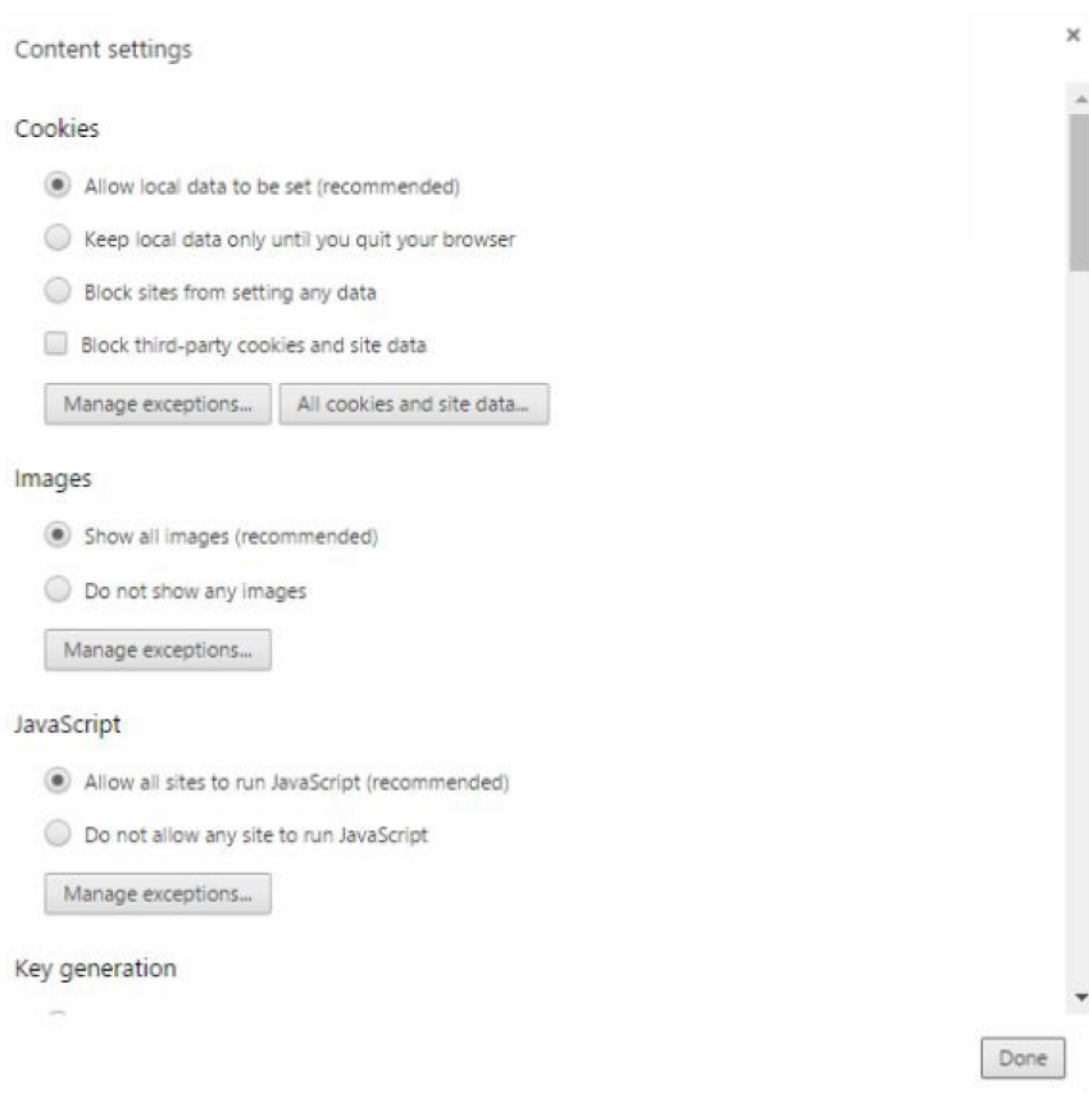 Content settings
Cookies
Allow local data to be set (recommended)
Keep local data only until you quit your browser
Block sites from setting any data
Block third-party cookies and site data
Manage exceptions... All cookies and site data...
Images
Show all images (recommended)
Do not show any images
Manage exceptions...
JavaScript
Allow all sites to run JavaScript (recommended)
Do not allow any site to run JavaScript
Manage exceptions...
Key generation
Done